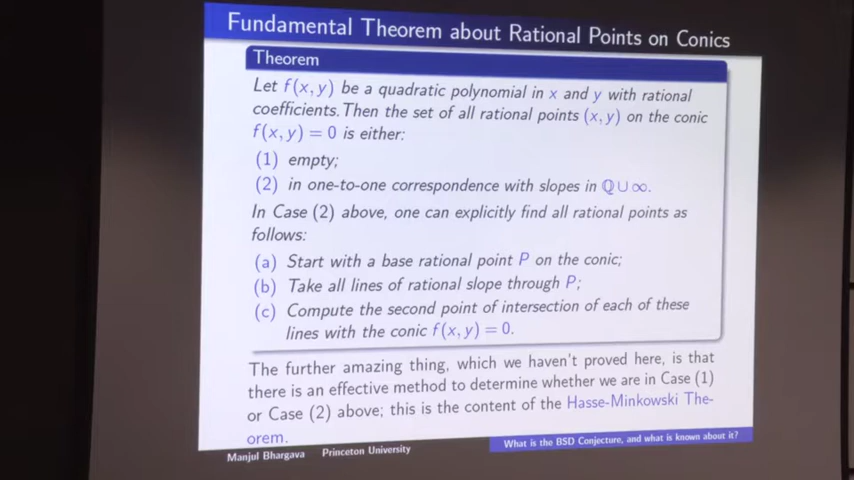 Fundamental Theorem about Rational Points on Conics
Theorem
Let f(x, y) be a quadratic polynomial in x and y with rational
coefficients. Then the set of all rational points (x, y) on the conic
f(x, y) = 0 is either:
(1) empty;
(2) in one-to-one correspondence with slopes in ℚ ∪ ∞.
In Case (2) above, one can explicitly find all rational points as
follows:
(a) Start with a base rational point P on the conic;
(b) Take all lines of rational slope through P;
(c) Compute the second point of intersection of each of these
lines with the conic f(x, y) = 0.
The further amazing thing, which we haven't proved here, is that
there is an effective method to determine whether we are in Case (1)
or Case (2) above; this is the content of the Hasse-Minkowski The-
orem.
Manjul Bhargava Princeton University
What is the BSD Conjecture, and what is known about it?